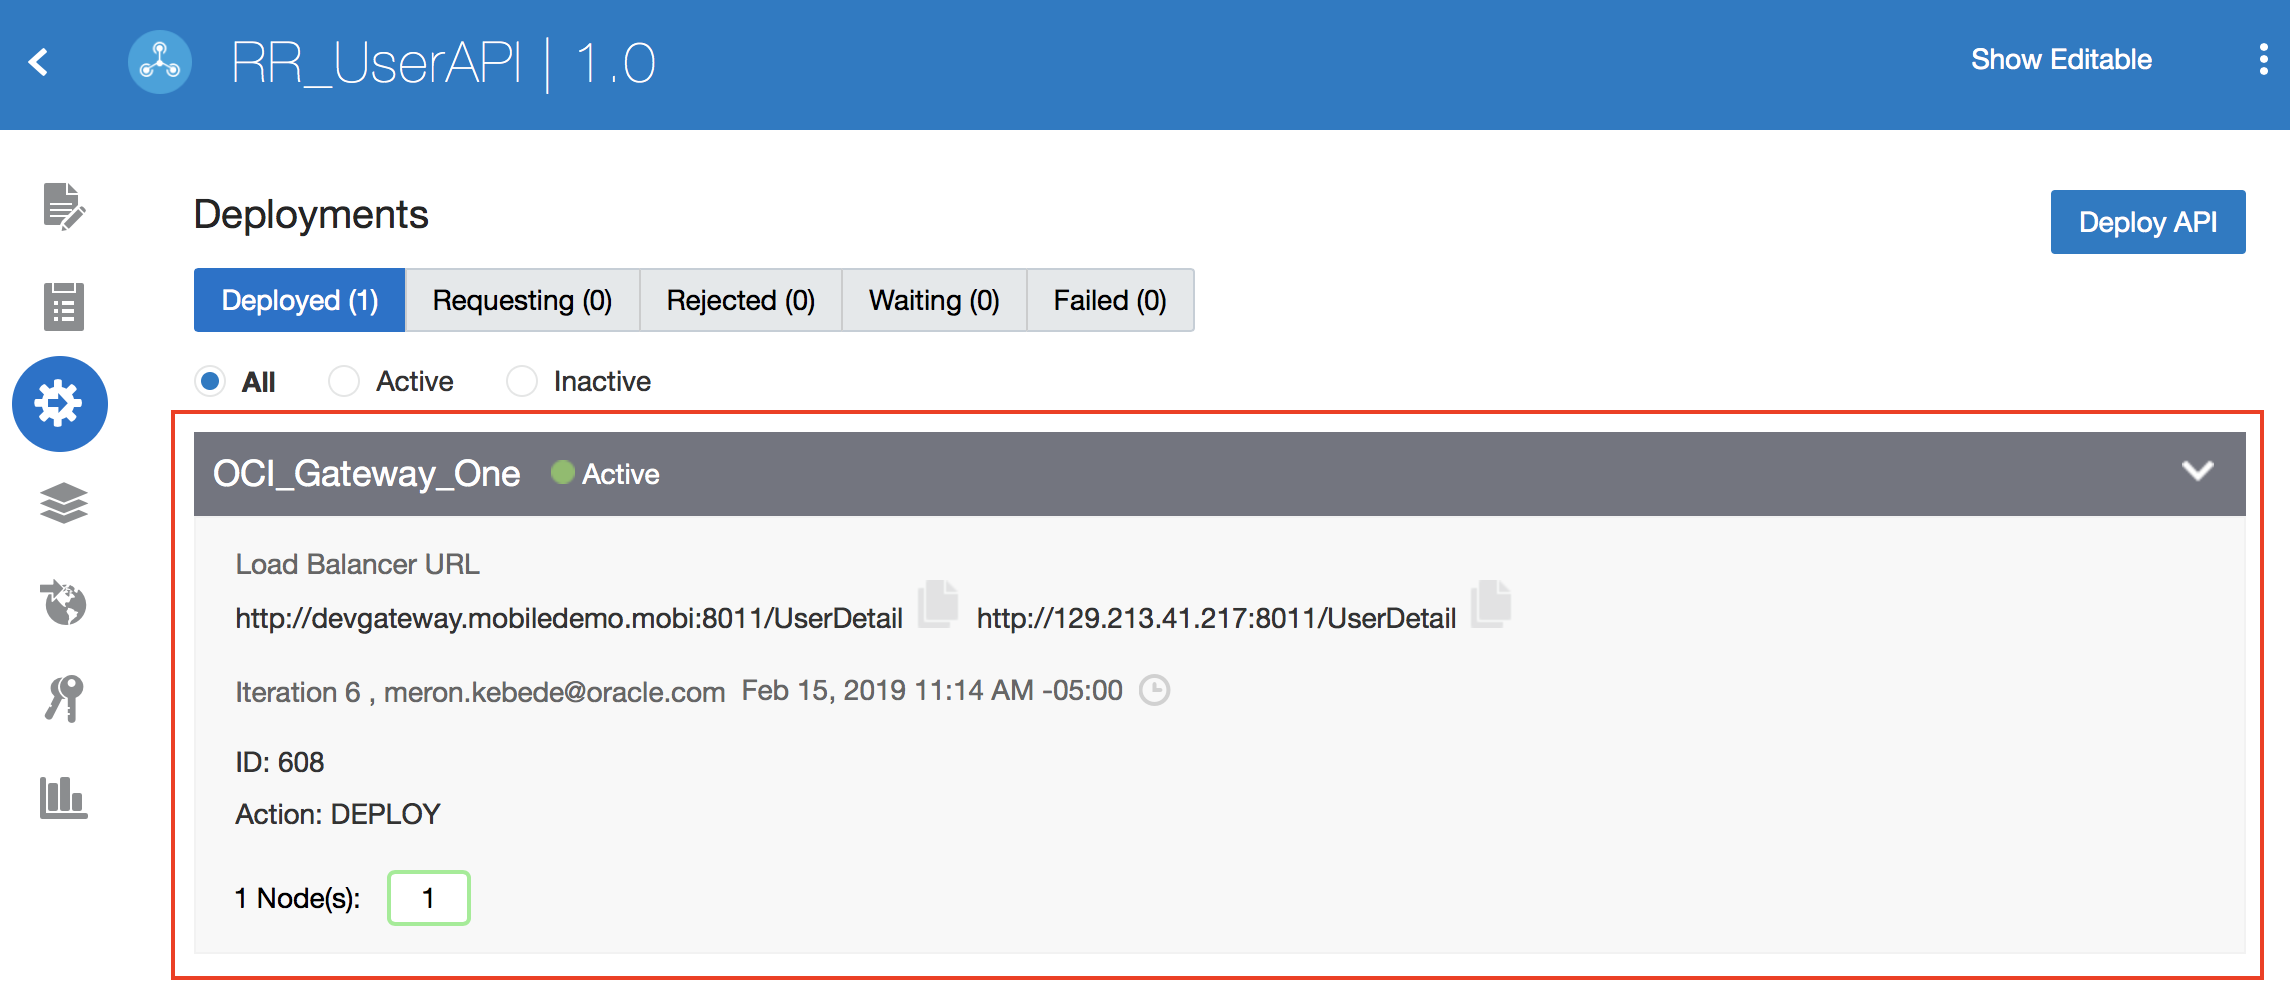 RR_UserAPI | 1.0
Show Editable
Deployments
Deploy API
Deployed (1) Requesting (0) Rejected (0) Waiting (0) Failed (0)
All Active Inactive
OCI_Gateway_One Active
Load Balancer URL
http://devgateway.mobiledemo.mobi:8011/UserDetail http://129.213.41.217:8011/UserDetail
Iteration 6 , meron.kebede@oracle.com Feb 15, 2019 11:14 AM -05:00
ID: 608
Action: DEPLOY
1 Node(s): 1